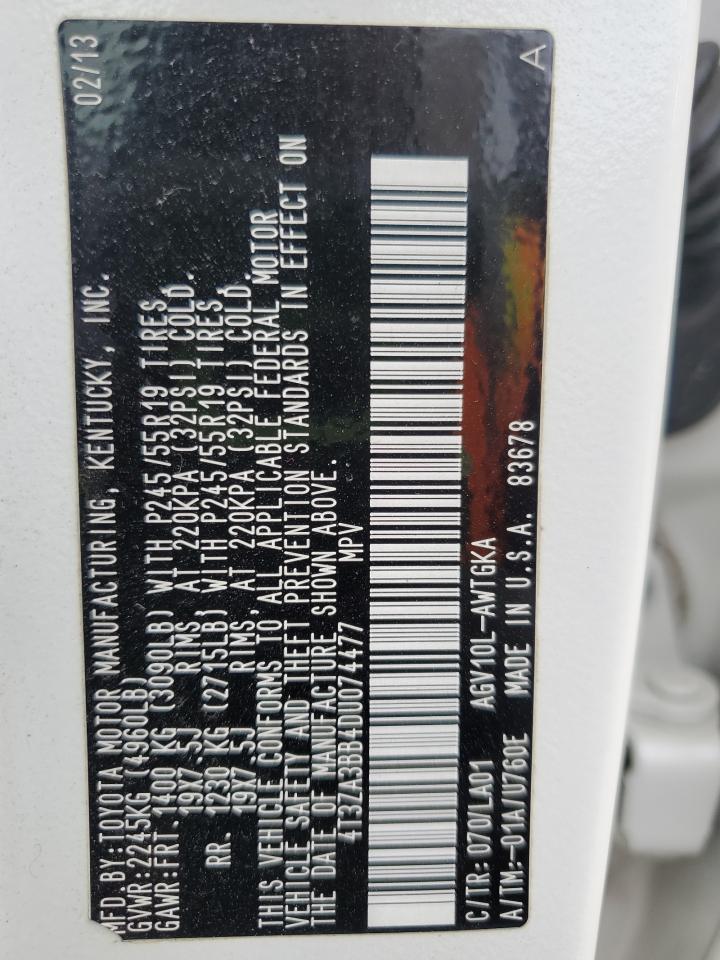 MFD.BY:TOYOTA MOTOR MANUFACTURING, KENTUCKY, INC. 02/13
GVWR:2245KG (4960LB)
GAWR:FRT.1400 KG (3090LB) WITH P245/55R19 TIRES,
19X7.5J RIMS, AT 220KPA (32PSI) COLD.
RR. 1230 KG (2715LB) WITH P245/55R19 TIRES,
19X7.5J RIMS, AT 220KPA (32PSI) COLD.
THIS VEHICLE CONFORMS TO ALL APPLICABLE FEDERAL MOTOR
VEHICLE SAFETY AND THEFT PREVENTION STANDARDS IN EFFECT ON
THE DATE OF MANUFACTURE SHOWN ABOVE.
4T3ZA3BB4DU074477 MPV
C/TR: 070/LA01 AGV10L-AWTGKA
A/TM:-01A/U760E MADE IN U.S.A. 83678 A